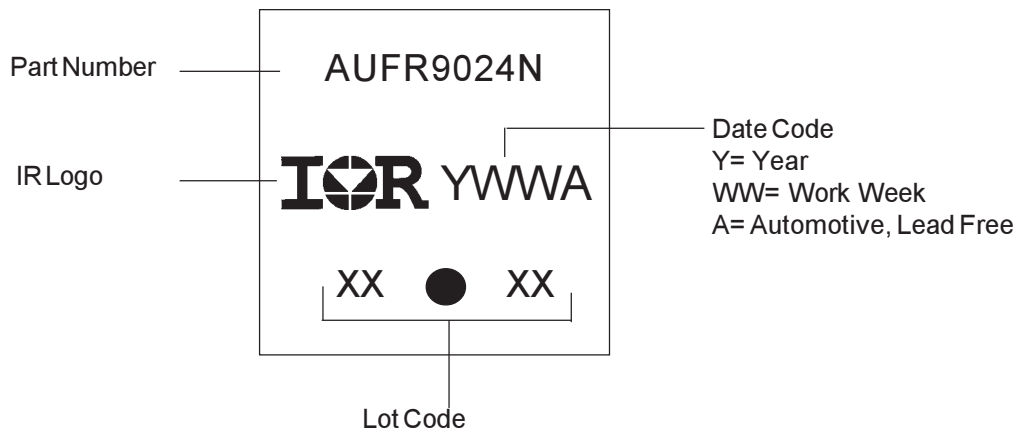 Part Number
AUFR9024N
IR Logo
IOR YWWA
Date Code
Y= Year
WW= Work Week
A= Automotive, Lead Free
XX XX
Lot Code